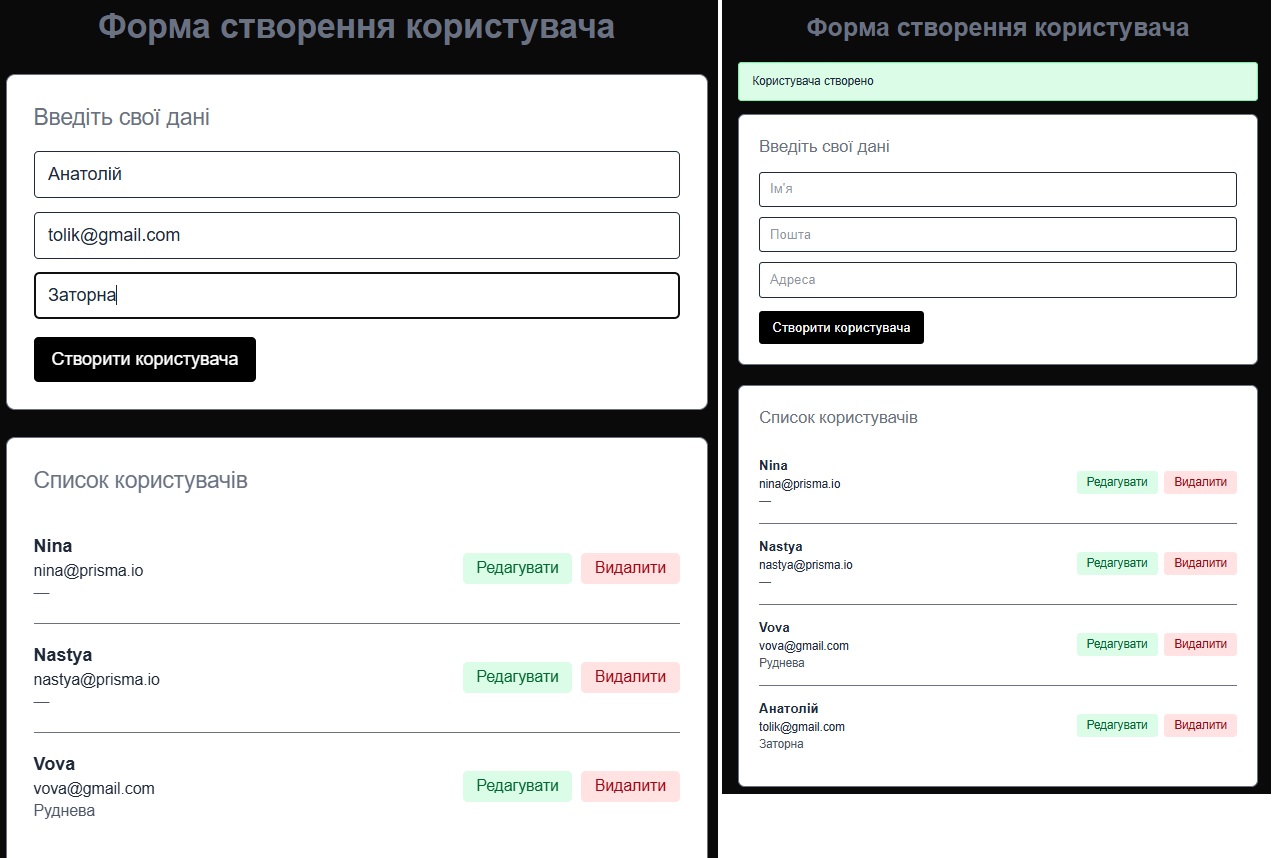 Форма створення користувача
Введіть свої дані
Анатолій
tolik@gmail.com
Заторна
Створити користувача
Список користувачів
Nina
nina@prisma.io
—
Редагувати Видалити
Nastya
nastya@prisma.io
—
Редагувати Видалити
Vova
vova@gmail.com
Руднева
Редагувати Видалити
Форма створення користувача
Користувача створено
Введіть свої дані
Ім'я
Пошта
Адреса
Створити користувача
Список користувачів
Nina
nina@prisma.io
—
Редагувати Видалити
Nastya
nastya@prisma.io
—
Редагувати Видалити
Vova
vova@gmail.com
Руднева
Редагувати Видалити
Анатолій
tolik@gmail.com
Заторна
Редагувати Видалити